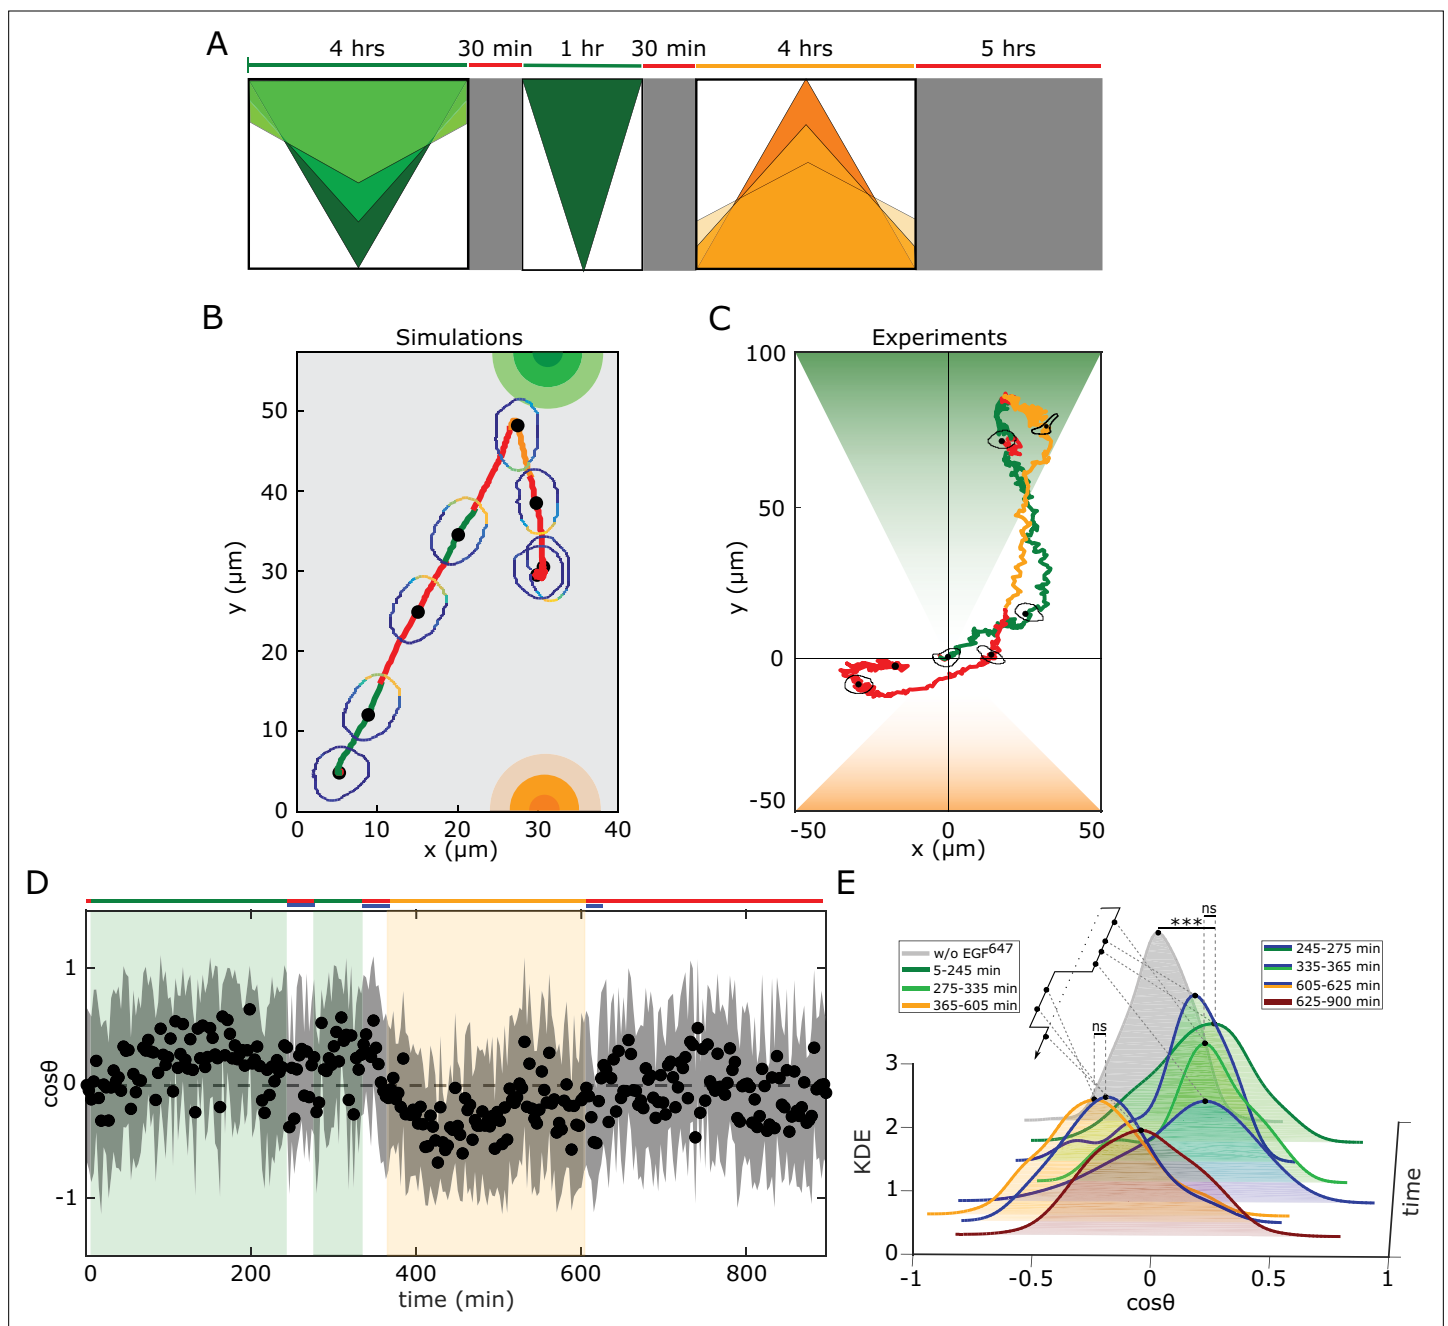 A
4 hrs 30 min 1 hr 30 min 4 hrs 5 hrs
B
Simulations
y (µm)
50
40
30
20
10
0
0 10 20 30 40
x (µm)
C
Experiments
y (µm)
100
50
0
-50
-50 0 50
x (µm)
D
cosθ
1
0
-1
0 200 400 600 800
time (min)
E
w/o EGF647
5-245 min
275-335 min
365-605 min
ns
***
ns
245-275 min
335-365 min
605-625 min
625-900 min
KDE
3
2
1
0
-1 -0.5 0 0.5 1
cosθ
time